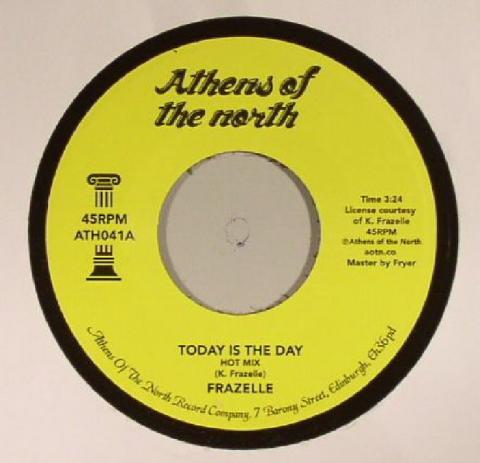 Athens of
the north
45RPM
ATH041A
Time 3:24
License courtesy
of K. Frazelle
45RPM
℗Athens of the North
aotn.co
Master by Fryer
TODAY IS THE DAY
HOT MIX
(K. Frazelle)
FRAZELLE
Athens Of The North Record Company. 7 Barony Street, Edinburgh, Eh36pd